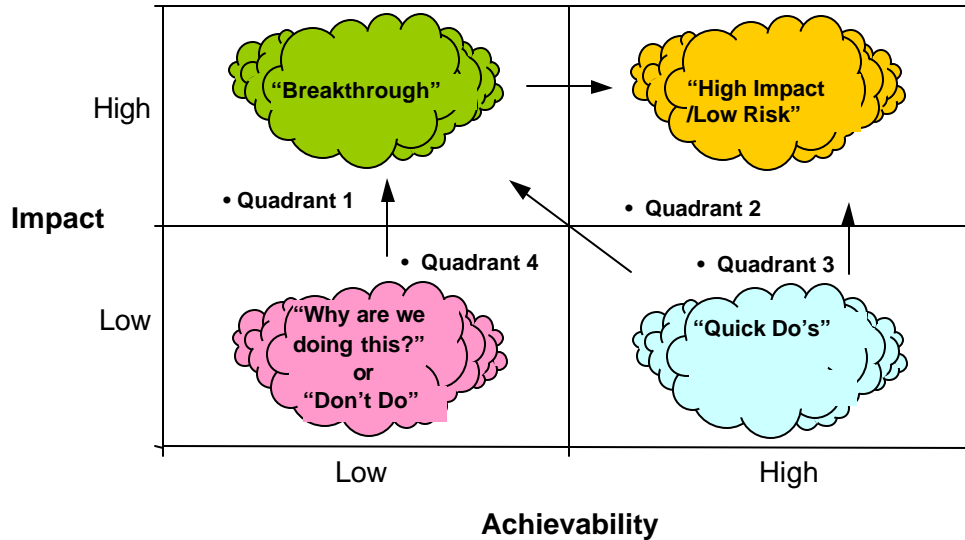 “Breakthrough”
“High Impact
/Low Risk”
High
• Quadrant 1
• Quadrant 2
Impact
• Quadrant 4
• Quadrant 3
Low
“Why are we
doing this?”
or
“Don’t Do”
“Quick Do’s”
Low
High
Achievability